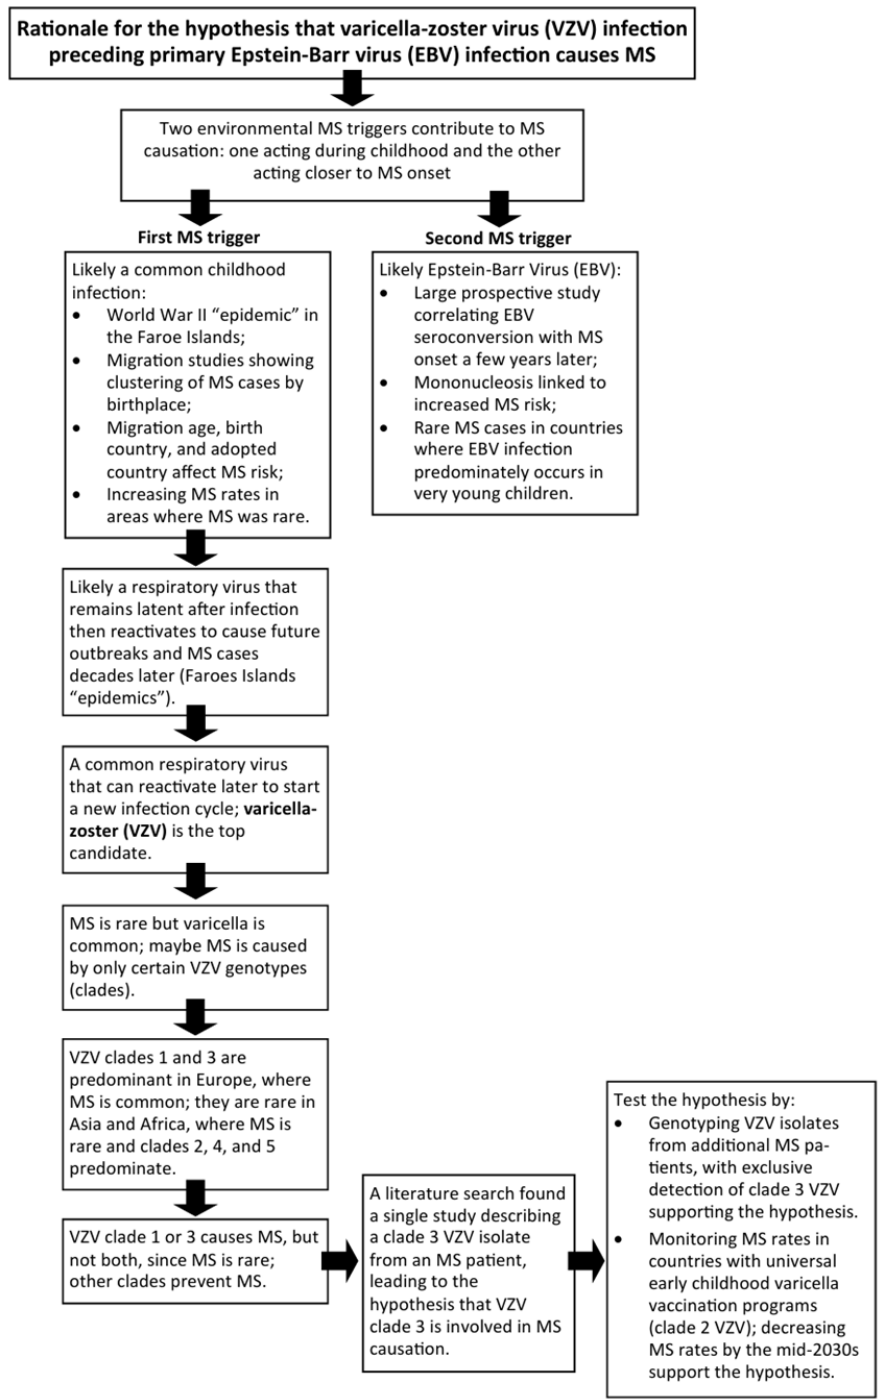 Rationale for the hypothesis that varicella-zoster virus (VZV) infection
preceding primary Epstein-Barr virus (EBV) infection causes MS
Two environmental MS triggers contribute to MS
causation: one acting during childhood and the other
acting closer to MS onset
First MS trigger
Likely a common childhood
infection:
• World War II “epidemic” in
the Faroe Islands;
• Migration studies showing
clustering of MS cases by
birthplace;
• Migration age, birth
country, and adopted
country affect MS risk;
• Increasing MS rates in
areas where MS was rare.
Second MS trigger
Likely Epstein-Barr Virus (EBV):
• Large prospective study
correlating EBV
seroconversion with MS
onset a few years later;
• Mononucleosis linked to
increased MS risk;
• Rare MS cases in countries
where EBV infection
predominately occurs in
very young children.
Likely a respiratory virus that
remains latent after infection
then reactivates to cause future
outbreaks and MS cases
decades later (Faroes Islands
“epidemics”).
A common respiratory virus
that can reactivate later to start
a new infection cycle; varicella-
zoster (VZV) is the top
candidate.
MS is rare but varicella is
common; maybe MS is caused
by only certain VZV genotypes
(clades).
VZV clades 1 and 3 are
predominant in Europe, where
MS is common; they are rare in
Asia and Africa, where MS is
rare and clades 2, 4, and 5
predominate.
VZV clade 1 or 3 causes MS, but
not both, since MS is rare;
other clades prevent MS.
A literature search found
a single study describing
a clade 3 VZV isolate
from an MS patient,
leading to the
hypothesis that VZV
clade 3 is involved in MS
causation.
Test the hypothesis by:
• Genotyping VZV isolates
from additional MS pa-
tients, with exclusive
detection of clade 3 VZV
supporting the hypothesis.
• Monitoring MS rates in
countries with universal
early childhood varicella
vaccination programs
(clade 2 VZV); decreasing
MS rates by the mid-2030s
support the hypothesis.